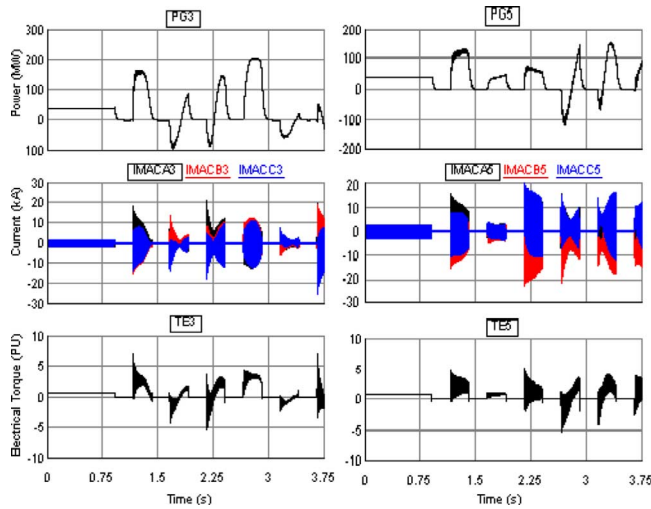 PG3
300
200
100
0
100
Power (MW)
PG5
200
100
0
-100
-200
IMACA3 IMACB3 IMACC3
30
20
10
0
-10
-20
-30
Current (kA)
IMACA5 IMACB5 IMACC5
20
10
0
-10
-20
-30
TE3
10
5
0
-5
-10
Electrical Torque (PU)
0 0.75 1.5 2.25 3 3.75
Time (s)
TE5
10
5
0
-5
-10
0 0.75 1.5 2.25 3 3.75
Time (s)